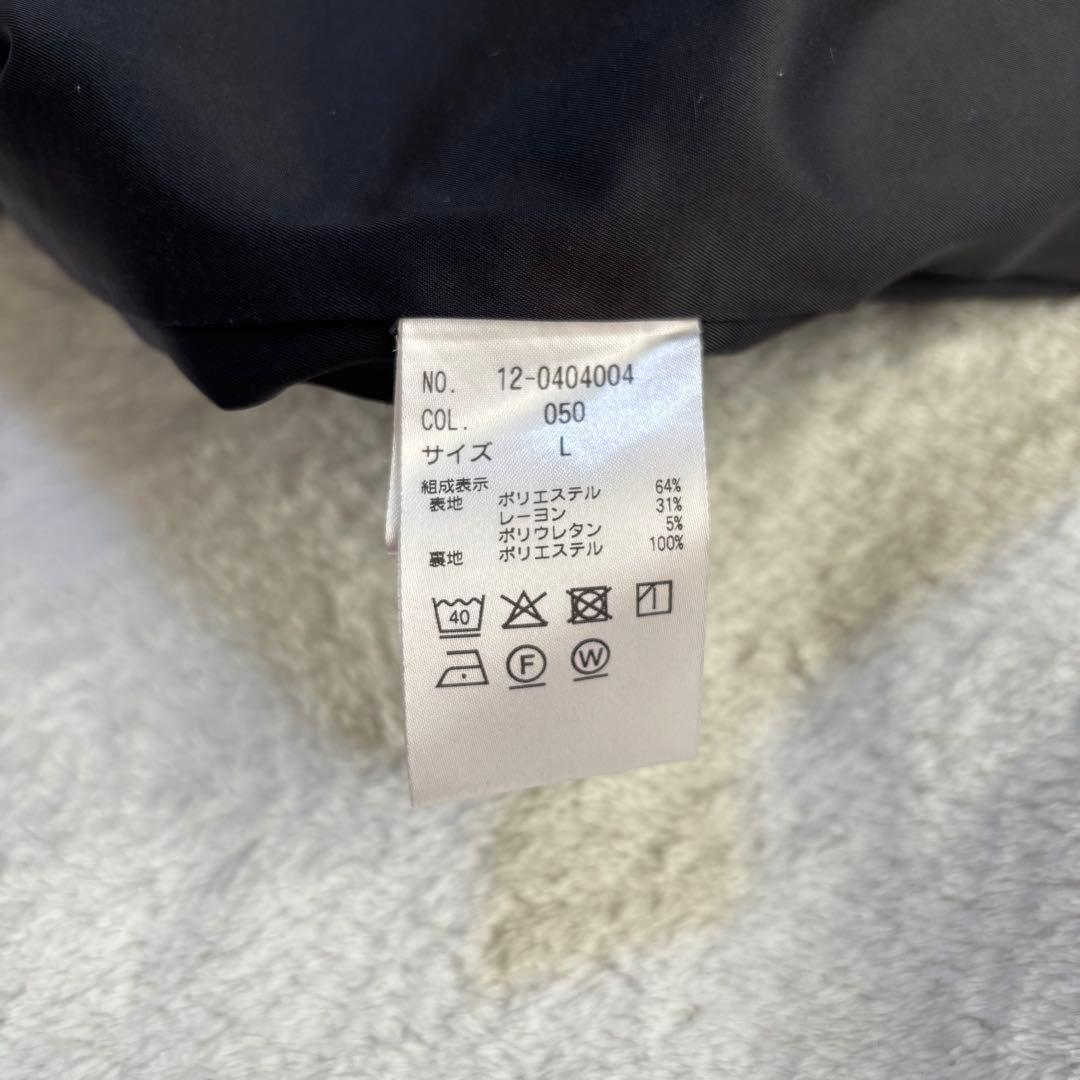 NO. 12-0404004
COL. 050
サイズ L
組成表示
表地 ポリエステル 64%
レーヨン 31%
ポリウレタン 5%
裏地 ポリエステル 100%
40
F W